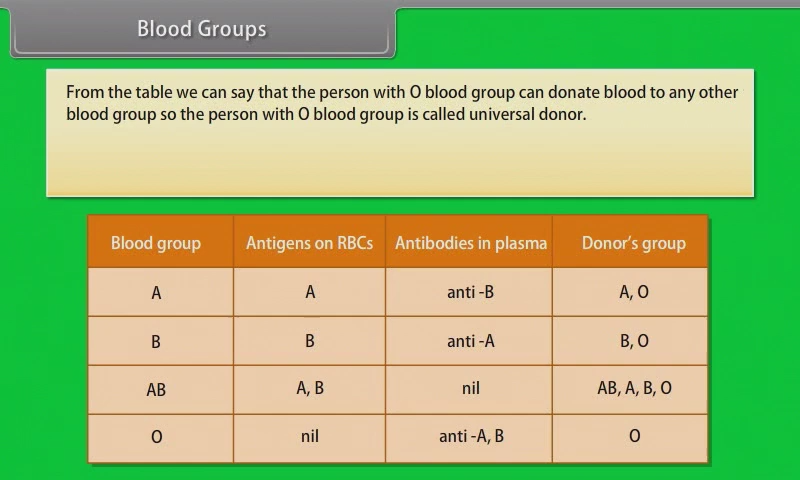 Blood Groups
From the table we can say that the person with O blood group can donate blood to any other
blood group so the person with O blood group is called universal donor.
Blood group Antigens on RBCs Antibodies in plasma Donor's group
A A anti -B A, O
B B anti -A B, O
AB A, B nil AB, A, B, O
O nil anti -A, B O